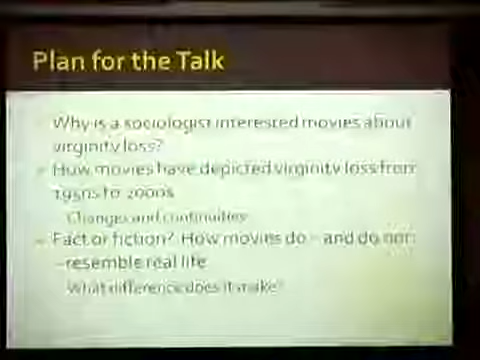 Plan for the Talk
Why is a sociologist interested movies about
virginity loss?
How movies have depicted virginity loss from
1950s to 2000s
Changes and continuities
Fact or fiction? How movies do – and do not
– resemble real life
What difference does it make?